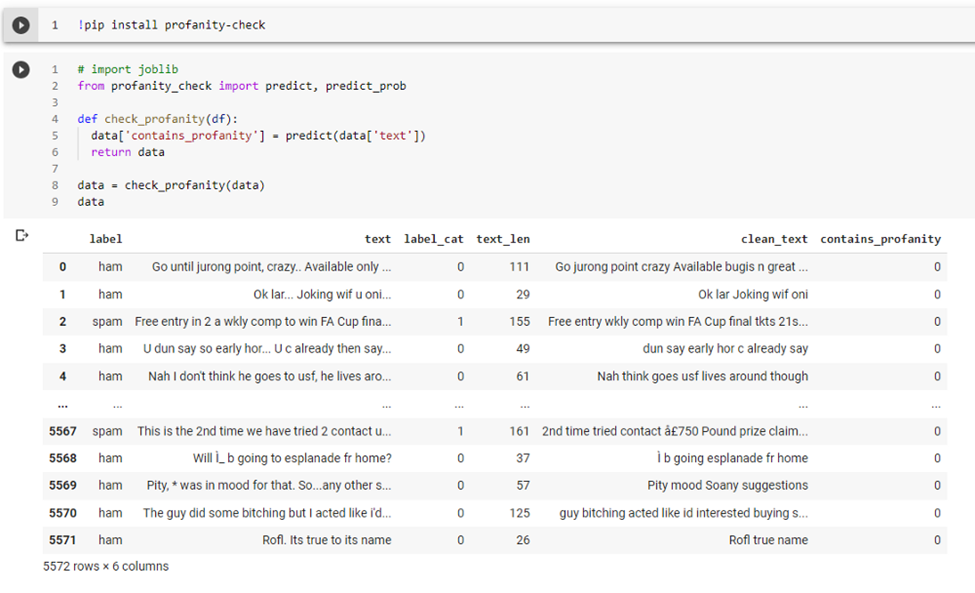 1 !pip install profanity-check
1 # import joblib
2 from profanity_check import predict, predict_prob
3
4 def check_profanity(df):
5 data['contains_profanity'] = predict(data['text'])
6 return data
7
8 data = check_profanity(data)
9 data
label text label_cat text_len clean_text contains_profanity
0 ham Go until jurong point, crazy.. Available only ... 0 111 Go jurong point crazy Available bugis n great ... 0
1 ham Ok lar... Joking wif u oni... 0 29 Ok lar Joking wif oni 0
2 spam Free entry in 2 a wkly comp to win FA Cup fina... 1 155 Free entry wkly comp win FA Cup final tkts 21s... 0
3 ham U dun say so early hor... U c already then say... 0 49 dun say early hor c already say 0
4 ham Nah I don't think he goes to usf, he lives aro... 0 61 Nah think goes usf lives around though 0
... ... ... ... ... ... ...
5567 spam This is the 2nd time we have tried 2 contact u... 1 161 2nd time tried contact å£750 Pound prize claim... 0
5568 ham Will Ì_ b going to esplanade fr home? 0 37 Ì b going esplanade fr home 0
5569 ham Pity, * was in mood for that. So...any other s... 0 57 Pity mood Soany suggestions 0
5570 ham The guy did some bitching but I acted like i'd... 0 125 guy bitching acted like id interested buying s... 0
5571 ham Rofl. Its true to its name 0 26 Rofl true name 0
5572 rows × 6 columns